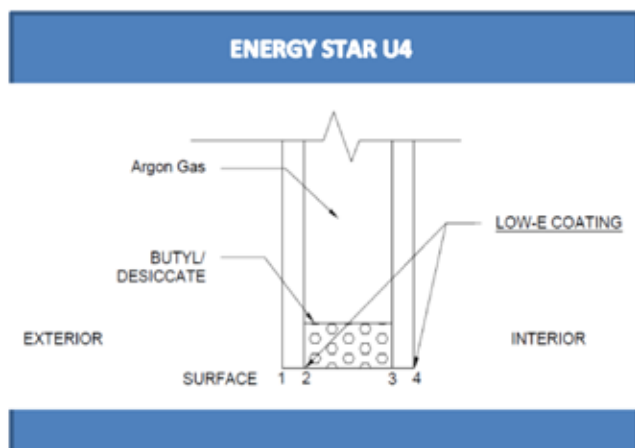 ENERGY STAR U4
Argon Gas
LOW-E COATING
BUTYL/
DESICCATE
EXTERIOR
INTERIOR
SURFACE 1 2 3 4